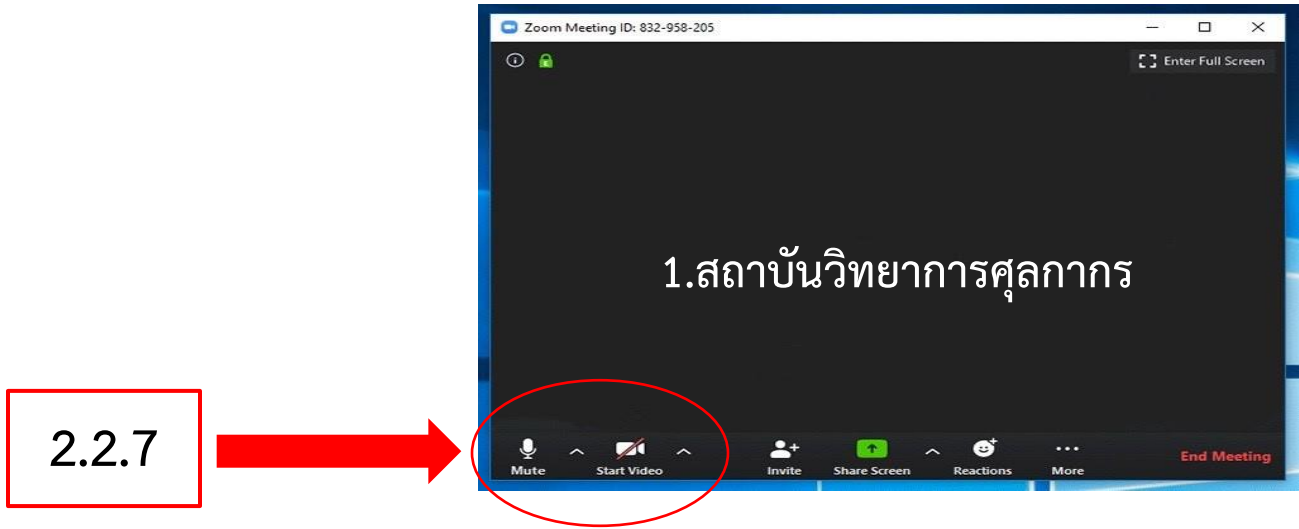 Zoom Meeting ID: 832-958-205
Enter Full Screen
1.สถาบันวิทยาการศุลกากร
2.2.7
Mute
Start Video
Invite
Share Screen
Reactions
More
End Meeting